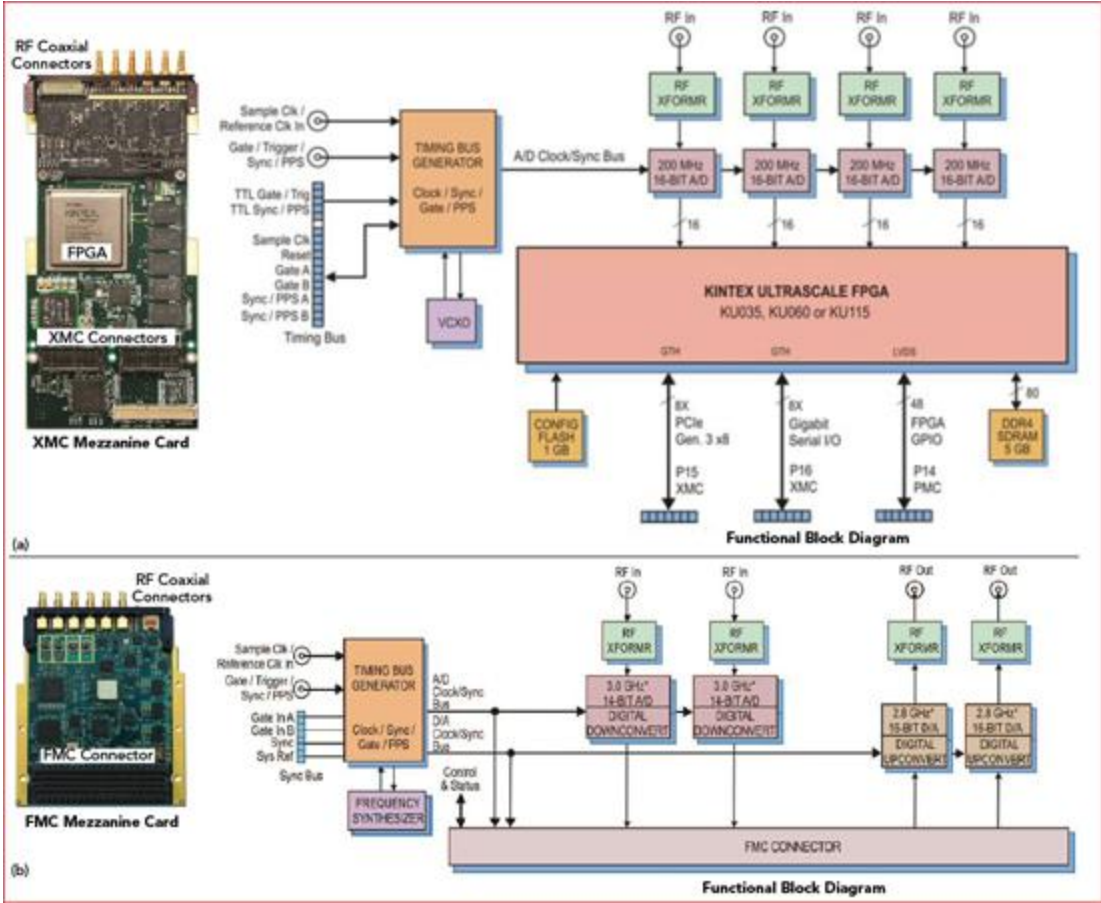 RF Coaxial
Connectors
FPGA
XMC Connectors
XMC Mezzanine Card
Sample Clk /
Reference Clk In
Gate / Trigger /
Sync / PPS
TTL Gate / Trig
TTL Sync / PPS
Sample Clk
Reset
Gate A
Gate B
Sync / PPS A
Sync / PPS B
Timing Bus
TIMING BUS
GENERATOR
Clock / Sync /
Gate / PPS
VCXO
A/D Clock/Sync Bus
RF In
RF In
RF In
RF In
RF
XFORMR
RF
XFORMR
RF
XFORMR
RF
XFORMR
200 MHz
16-BIT A/D
200 MHz
16-BIT A/D
200 MHz
16-BIT A/D
200 MHz
16-BIT A/D
16
16
16
16
KINTEX ULTRASCALE FPGA
KU035, KU060 or KU115
GTH
GTH
LVDS
CONFIG
FLASH
1 GB
8X
PCIe
Gen. 3 x8
P15
XMC
8X
Gigabit
Serial I/O
P16
XMC
48
FPGA
GPIO
P14
PMC
80
DDR4
SDRAM
5 GB
Functional Block Diagram
(a)
RF Coaxial
Connectors
FMC Connector
FMC Mezzanine Card
Sample Clk /
Reference Clk In
Gate / Trigger /
Sync / PPS
Gate In A
Gate In B
Sync
Sys Ref
Sync Bus
TIMING BUS
GENERATOR
Clock / Sync /
Gate / PPS
FREQUENCY
SYNTHESIZER
A/D
Clock/Sync
Bus
D/A
Clock/Sync
Bus
Control
& Status
RF In
RF In
RF Out
RF Out
RF
XFORMR
RF
XFORMR
RF
XFORMR
RF
XFORMR
3.0 GHz*
14-BIT A/D
DIGITAL
DOWNCONVERT
3.0 GHz*
14-BIT A/D
DIGITAL
DOWNCONVERT
2.8 GHz*
16-BIT D/A
DIGITAL
UPCONVERT
2.8 GHz*
16-BIT D/A
DIGITAL
UPCONVERT
FMC CONNECTOR
(b)
Functional Block Diagram